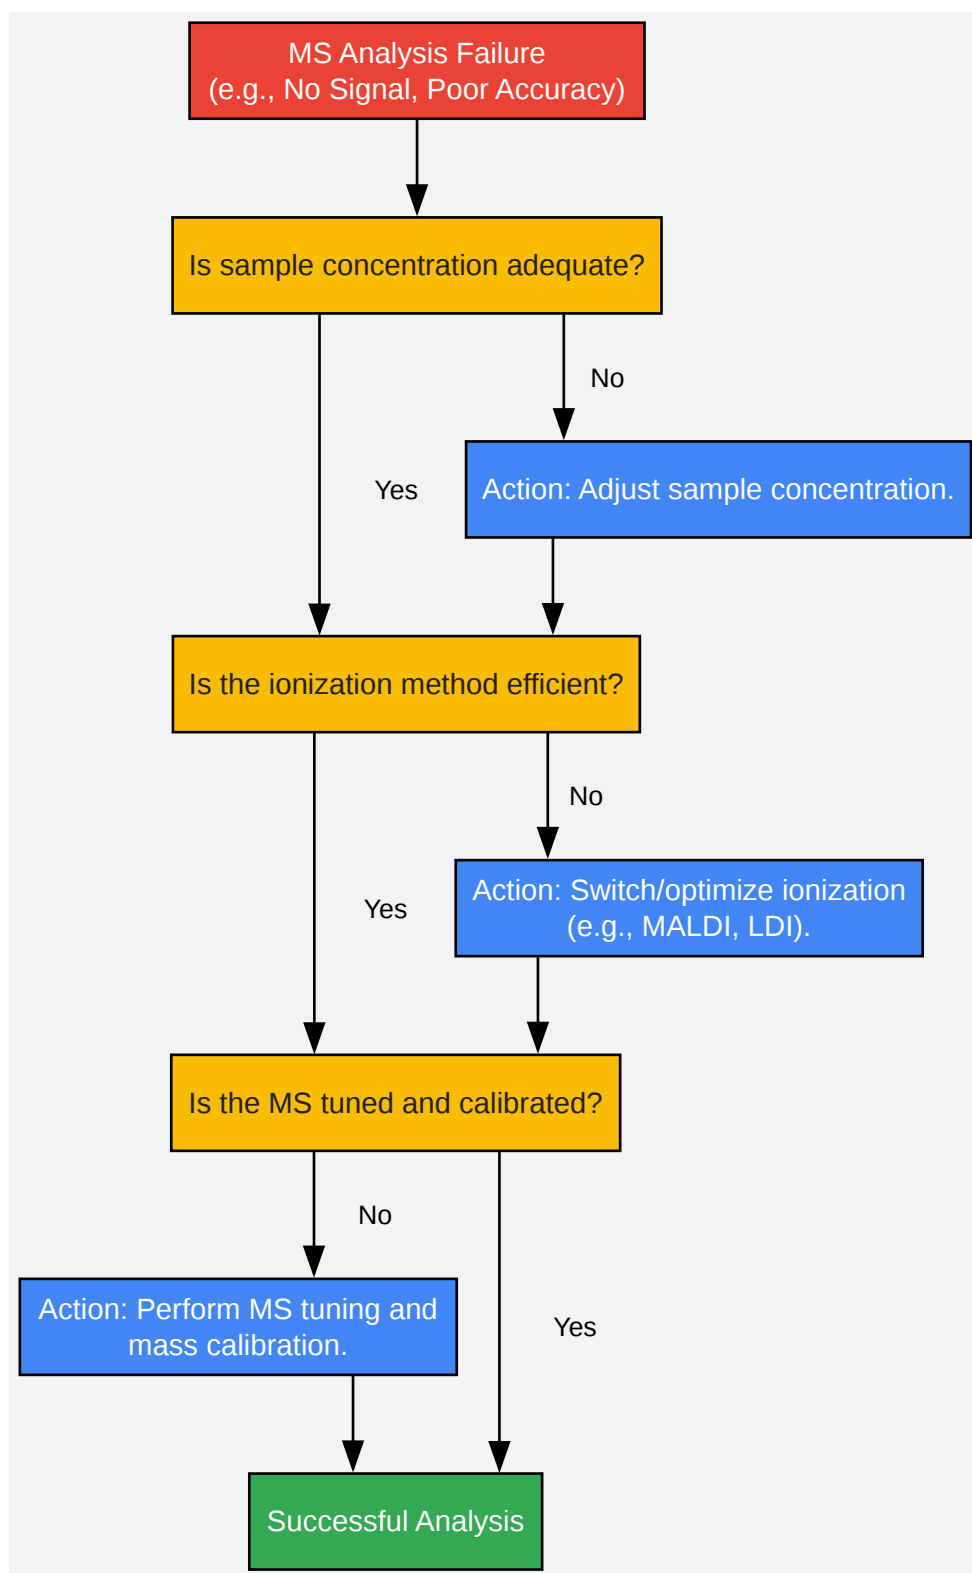 MS Analysis Failure
(e.g., No Signal, Poor Accuracy)
Is sample concentration adequate?
No
Yes
Action: Adjust sample concentration.
Is the ionization method efficient?
No
Yes
Action: Switch/optimize ionization
(e.g., MALDI, LDI).
Is the MS tuned and calibrated?
No
Action: Perform MS tuning and
mass calibration.
Yes
Successful Analysis